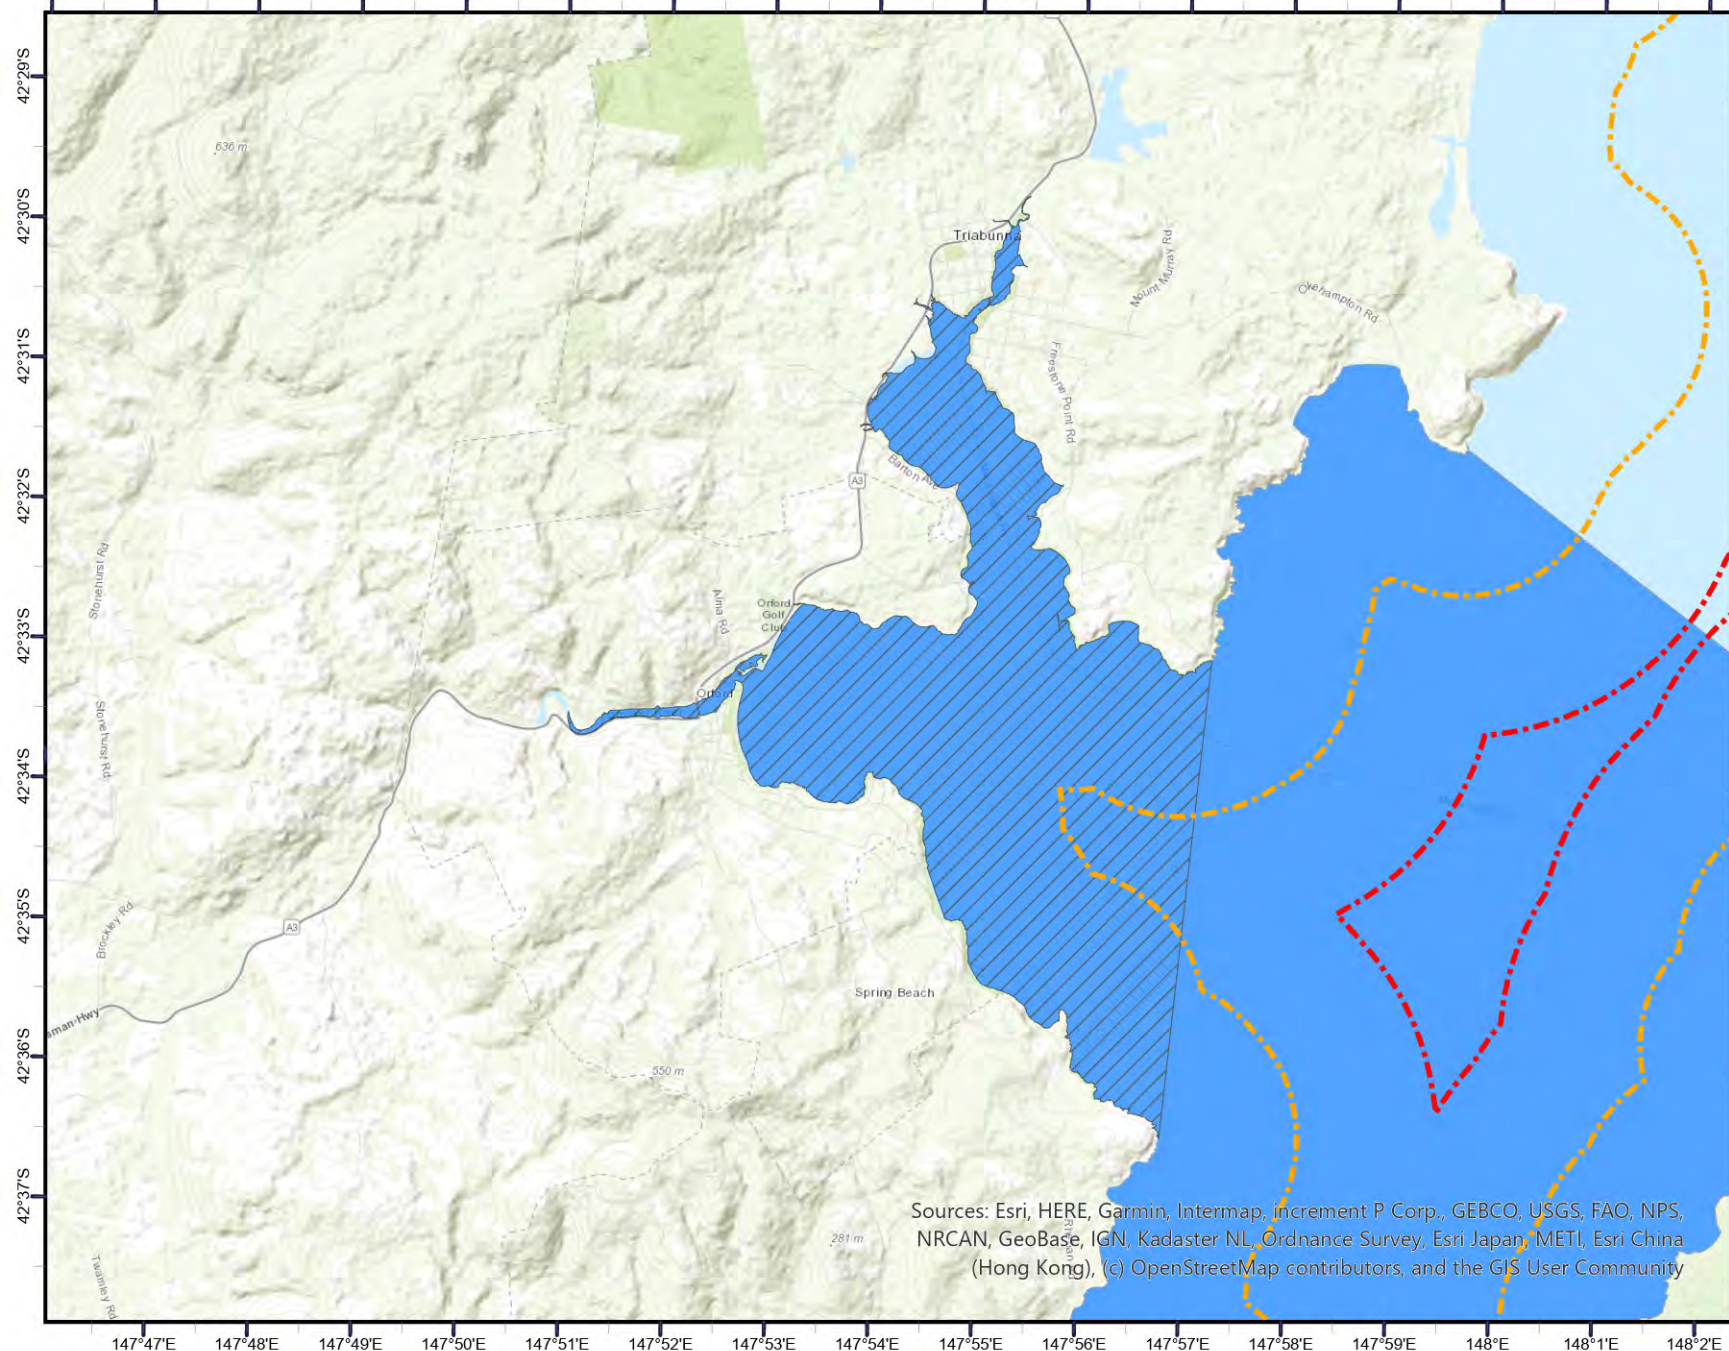 42°29'S
636 m
42°30'S
Triabunna
Mount Murray Rd
Okehampton Rd
42°31'S
Freestone Point Rd
Barton Ave
A3
42°32'S
Stonehurst Rd
Alma Rd
Orford
Golf
Club
42°33'S
Orford
Stonehurst Rd
42°34'S
42°35'S
Brockley Rd
A3
Spring Beach
sman Hwy
42°36'S
550 m
42°37'S
281 m
Twamley Rd
Sources: Esri, HERE, Garmin, Intermap, increment P Corp., GEBCO, USGS, FAO, NPS,
NRCAN, GeoBase, IGN, Kadaster NL, Ordnance Survey, Esri Japan, METI, Esri China
(Hong Kong), (c) OpenStreetMap contributors, and the GIS User Community
147°47'E 147°48'E 147°49'E 147°50'E 147°51'E 147°52'E 147°53'E 147°54'E 147°55'E 147°56'E 147°57'E 147°58'E 147°59'E 148°E 148°1'E 148°2'E